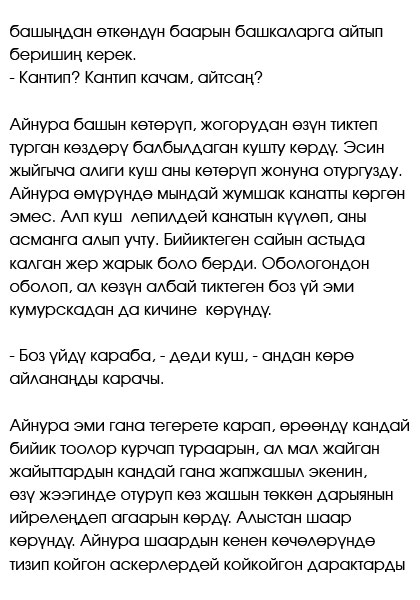 башыңдан өткөндүн баарын башкаларга айтып
беришиң керек.
- Кантип? Кантип качам, айтсаң?
Айнура башын көтөрүп, жогорудан өзүн тиктеп
турган көздөрү балбылдаган кушту көрдү. Эсин
жыйгыча алиги куш аны көтөрүп жонуна отургузду.
Айнура өмүрүндө мындай жумшак канатты көргөн
эмес. Алп куш лепилдей канатын күүлөп, аны
асманга алып учту. Бийиктеген сайын астыда
калган жер жарык боло берди. Обологондон
оболоп, ал көзүн албай тиктеген боз үй эми
кумурскадан да кичине көрүндү.
- Боз үйдү караба, - деди куш, - андан көрө
айланаңды карачы.
Айнура эми гана тегерете карап, өрөөндү кандай
бийик тоолор курчап тураарын, ал мал жайган
жайыттардын кандай гана жапжашыл экенин,
өзү жээгинде отуруп көз жашын төккөн дарыянын
ийрелеңдеп агаарын көрдү. Алыстан шаар
көрүндү. Айнура шаардын кенен көчөлөрүндө
тизип койгон аскерлердей койкойгон дарактарды